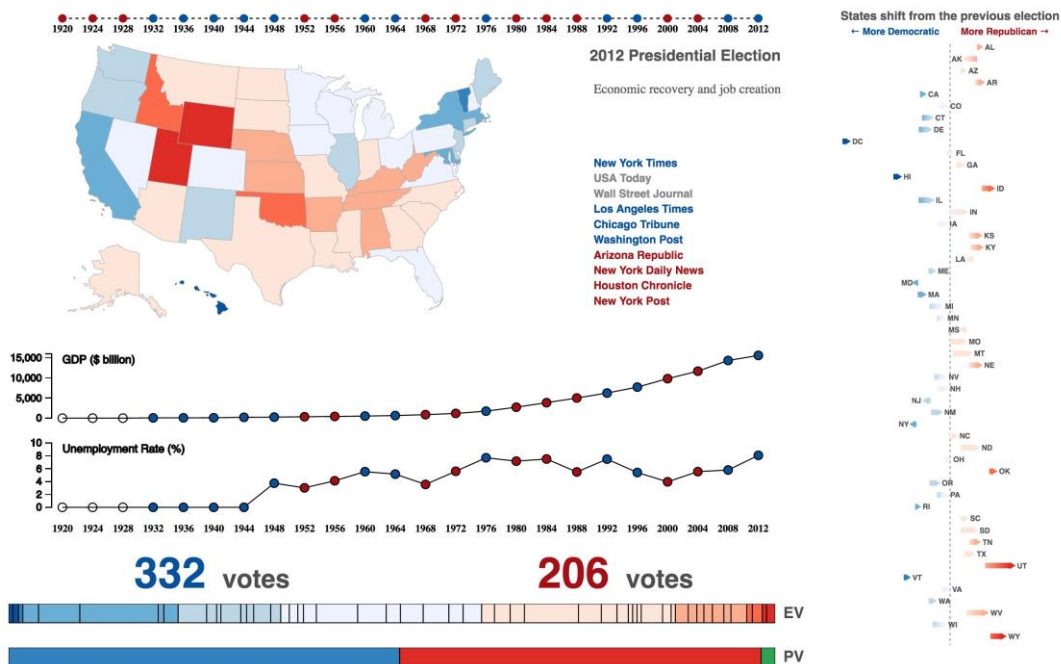 1920 1924 1928 1932 1936 1940 1944 1948 1952 1956 1960 1964 1968 1972 1976 1980 1984 1988 1992 1996 2000 2004 2008 2012
2012 Presidential Election
Economic recovery and job creation
New York Times
USA Today
Wall Street Journal
Los Angeles Times
Chicago Tribune
Washington Post
Arizona Republic
New York Daily News
Houston Chronicle
New York Post
GDP ($ billion)
15,000
10,000
5,000
0
Unemployment Rate (%)
10
8
6
4
2
0
1920 1924 1928 1932 1936 1940 1944 1948 1952 1956 1960 1964 1968 1972 1976 1980 1984 1988 1992 1996 2000 2004 2008 2012
332 votes 206 votes
EV
PV
States shift from the previous election
← More Democratic More Republican →
AL
AK
AZ
AR
CA
CO
CT
DE
DC
FL
GA
HI
ID
IL
IN
IA
KS
KY
LA
ME
MD
MA
MI
MN
MS
MO
MT
NE
NV
NH
NJ
NM
NY
NC
ND
OH
OK
OR
PA
RI
SC
SD
TN
TX
UT
VT
VA
WA
WV
WI
WY